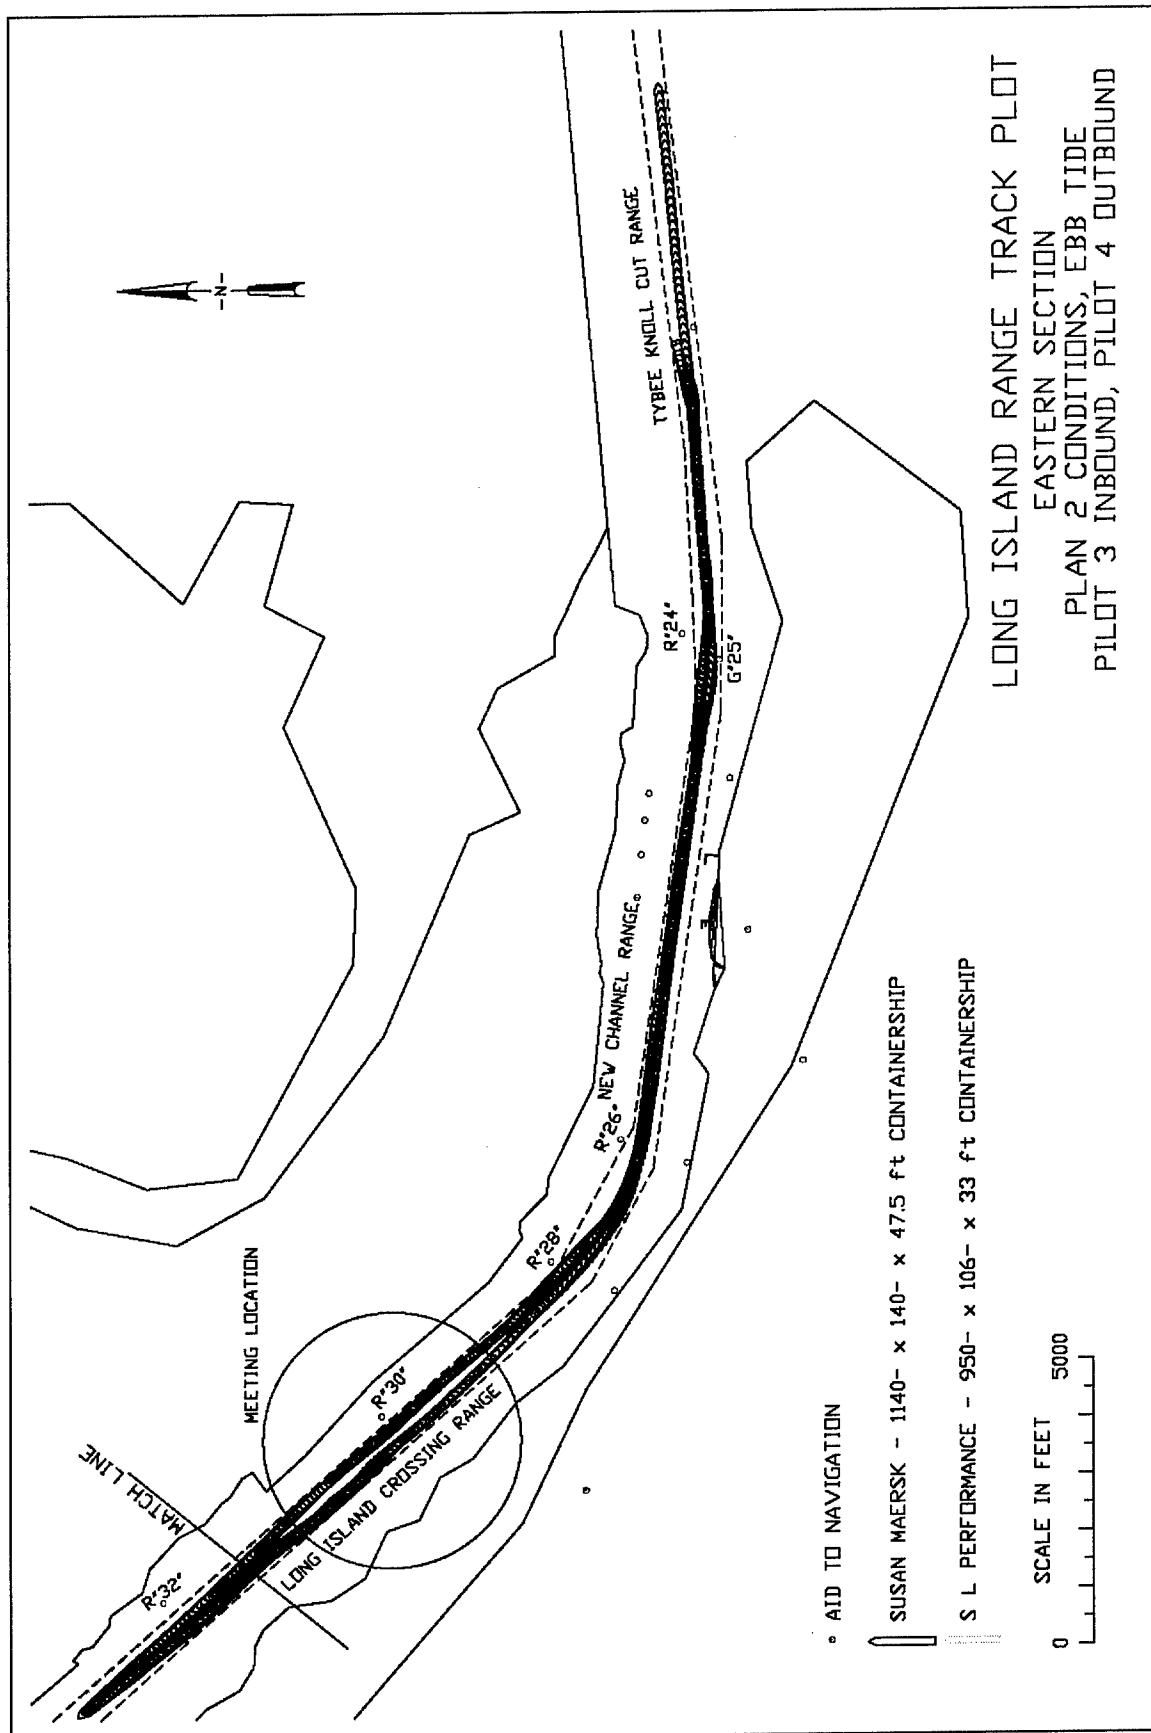 MATCH LINE
MEETING LOCATION
R"32"
R"30"
R"28"
R"26"
NEW CHANNEL RANGE
R"24"
G"25"
TYBEE KNOLL CUT RANGE
LONG ISLAND CROSSING RANGE
-N-
AID TO NAVIGATION
SUSAN MAERSK - 1140- x 140- x 47.5 ft CONTAINERSHIP
S L PERFORMANCE - 950- x 106- x 33 ft CONTAINERSHIP
SCALE IN FEET
0 5000
LONG ISLAND RANGE TRACK PLOT
EASTERN SECTION
PLAN 2 CONDITIONS, EBB TIDE
PILOT 3 INBOUND, PILOT 4 OUTBOUND